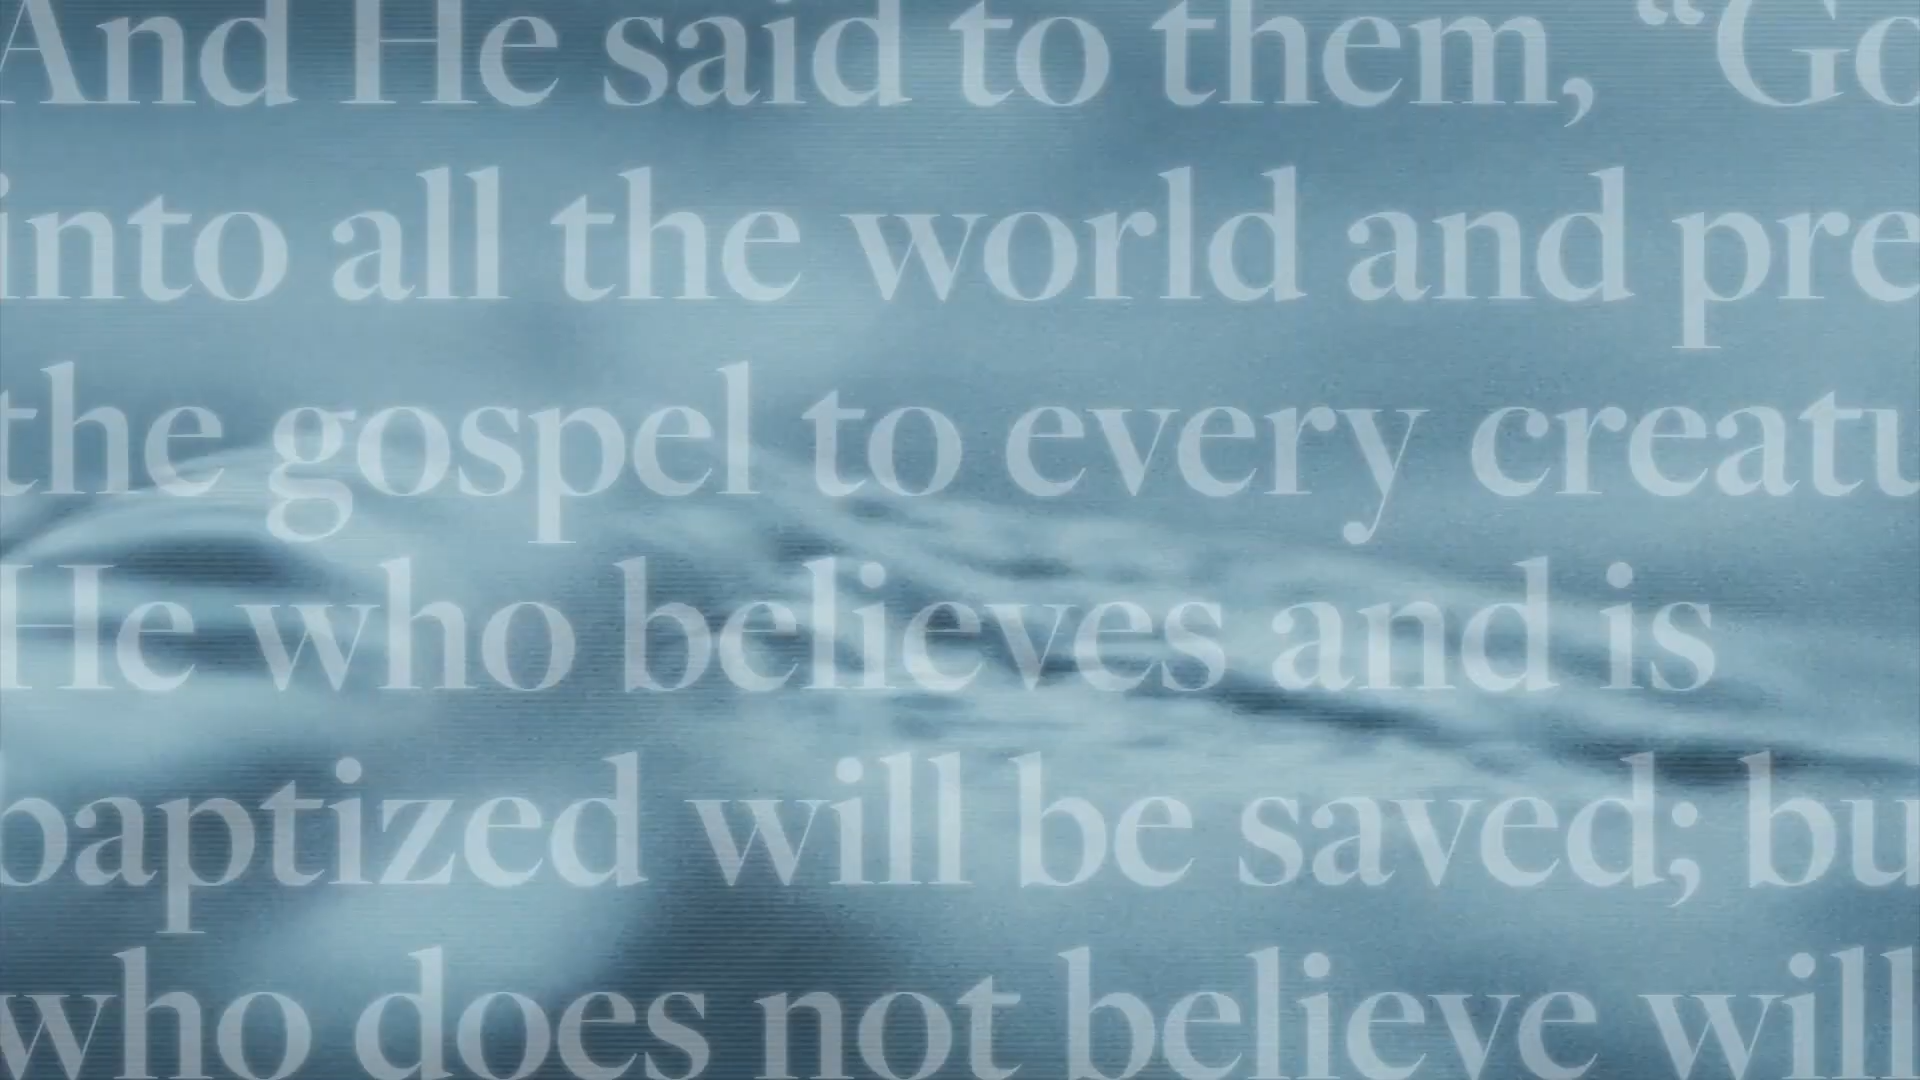 And He said to them, “Go
into all the world and pre
the gospel to every creatu
He who believes and is
baptized will be saved; bu
who does not believe will